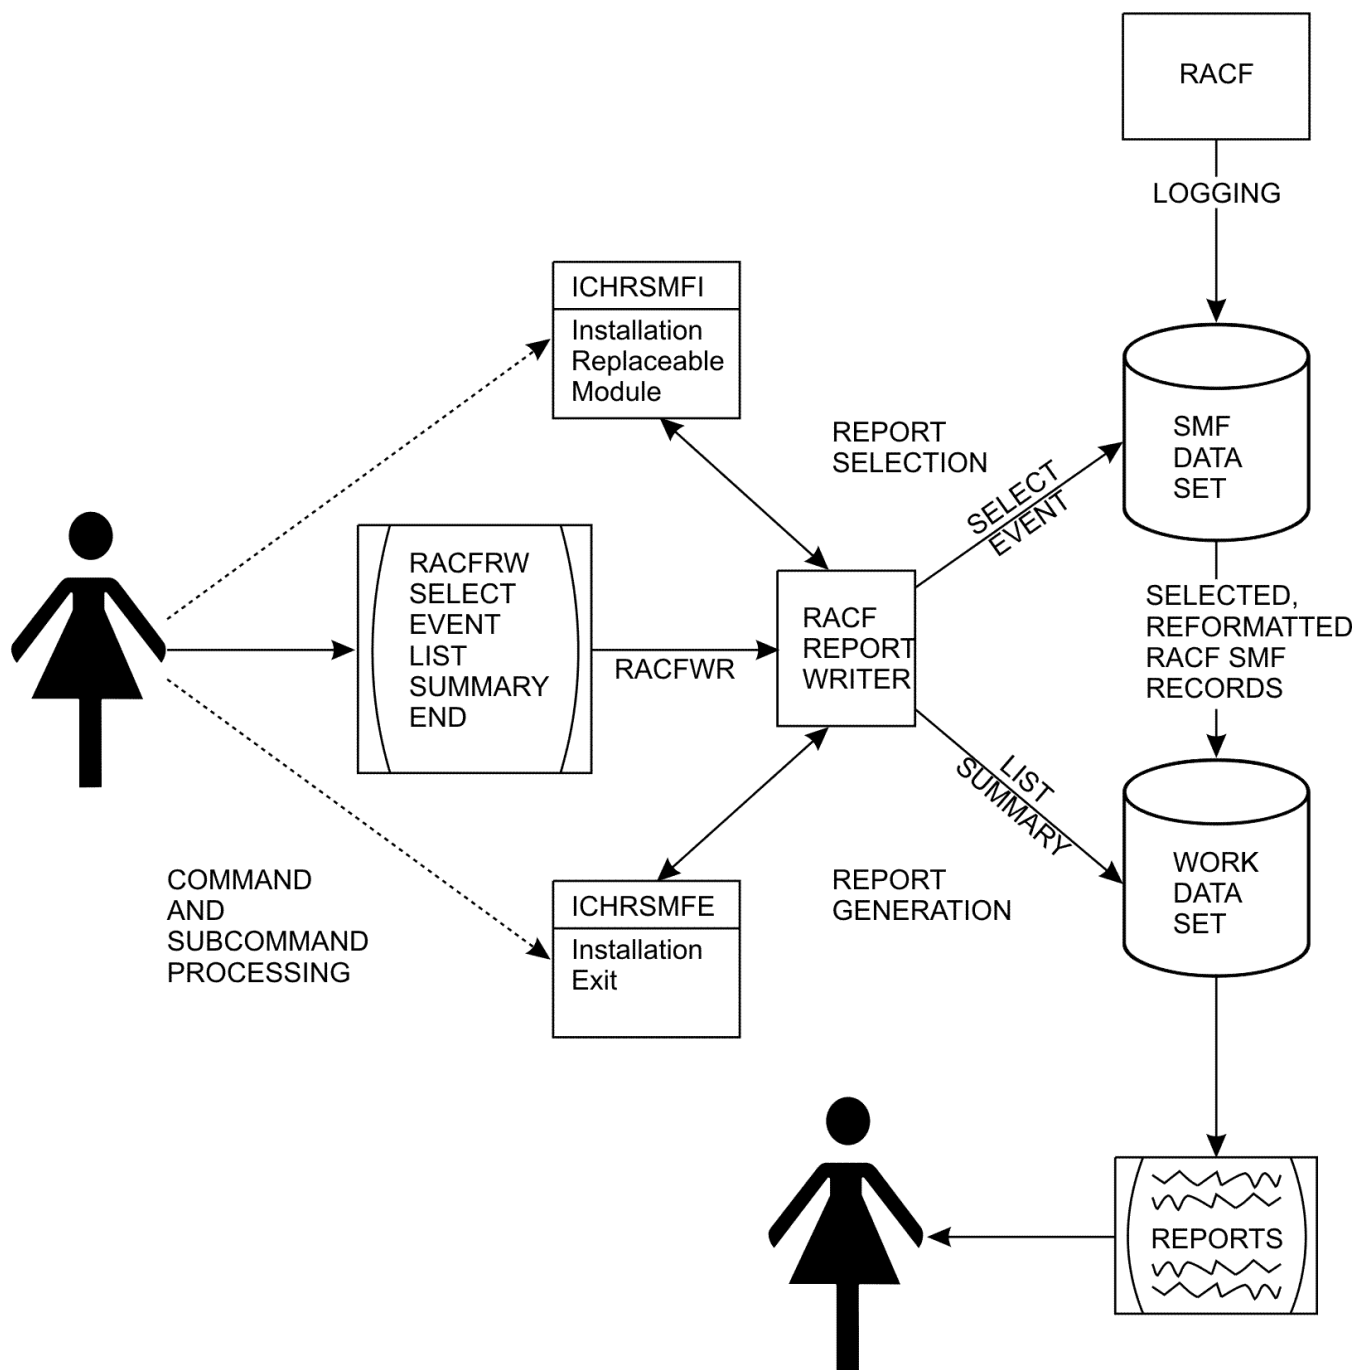 RACF
LOGGING
ICHRSMFI
Installation
Replaceable
Module
REPORT
SELECTION
SELECT
EVENT
SMF
DATA
SET
RACFRW
SELECT
EVENT
LIST
SUMMARY
END
RACFWR
RACF
REPORT
WRITER
SELECTED,
REFORMATTED
RACF SMF
RECORDS
LIST
SUMMARY
COMMAND
AND
SUBCOMMAND
PROCESSING
ICHRSMFE
Installation
Exit
REPORT
GENERATION
WORK
DATA
SET
REPORTS